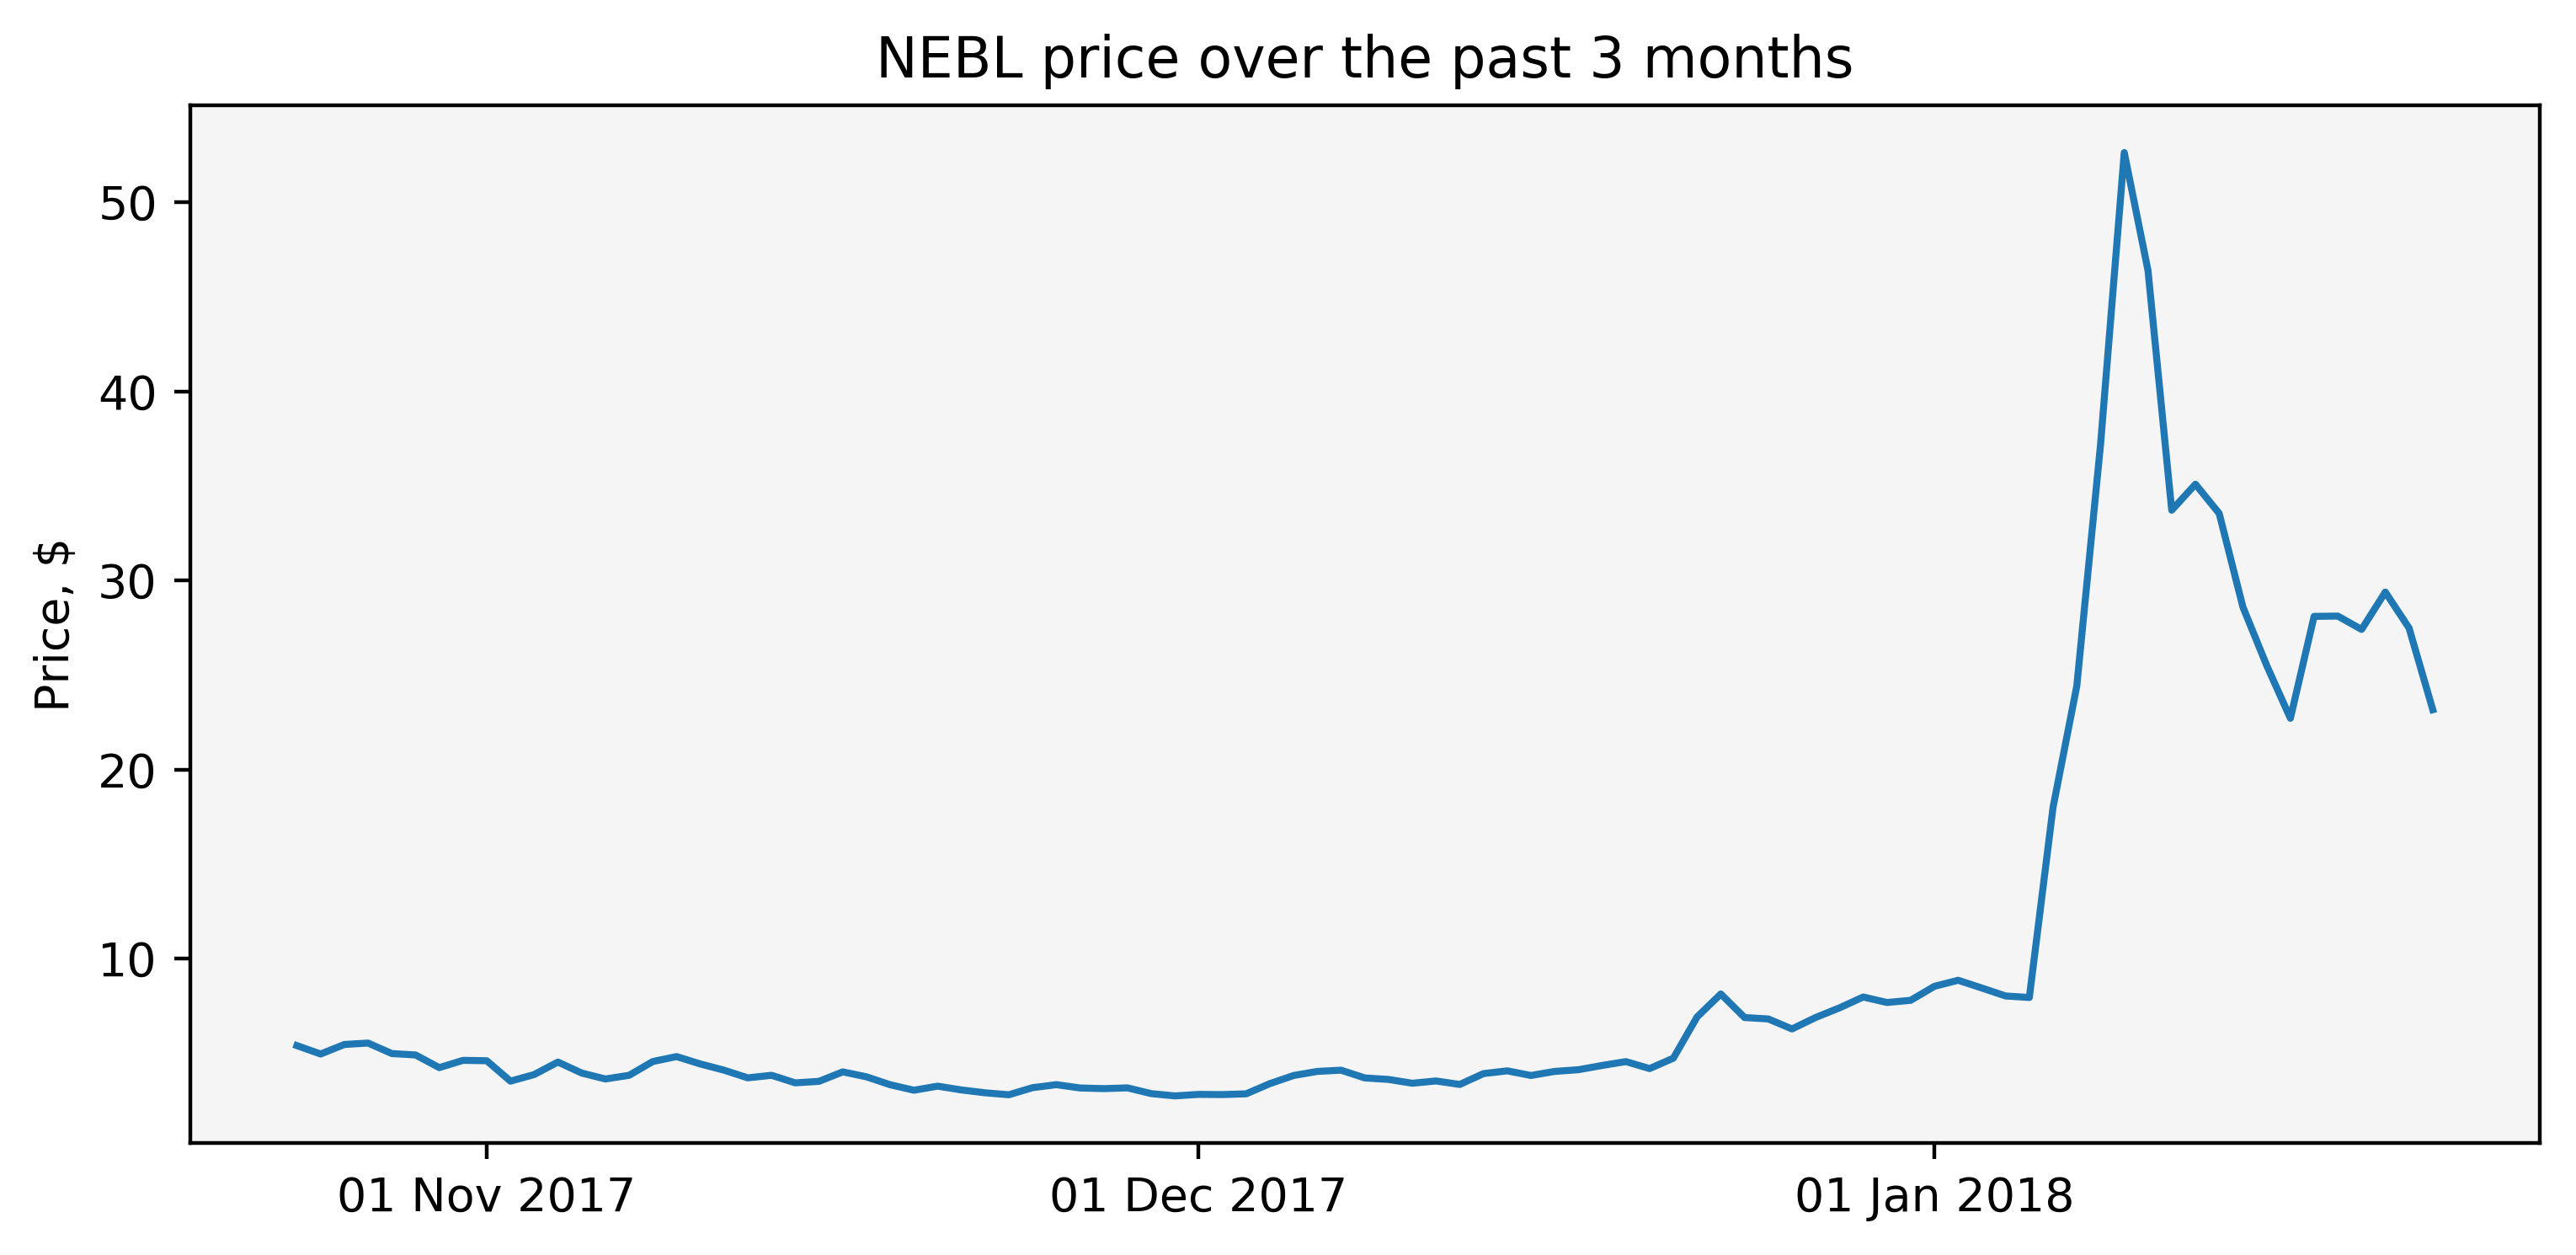 NEBL price over the past 3 months
Price, $
50
40
30
20
10
01 Nov 2017
01 Dec 2017
01 Jan 2018